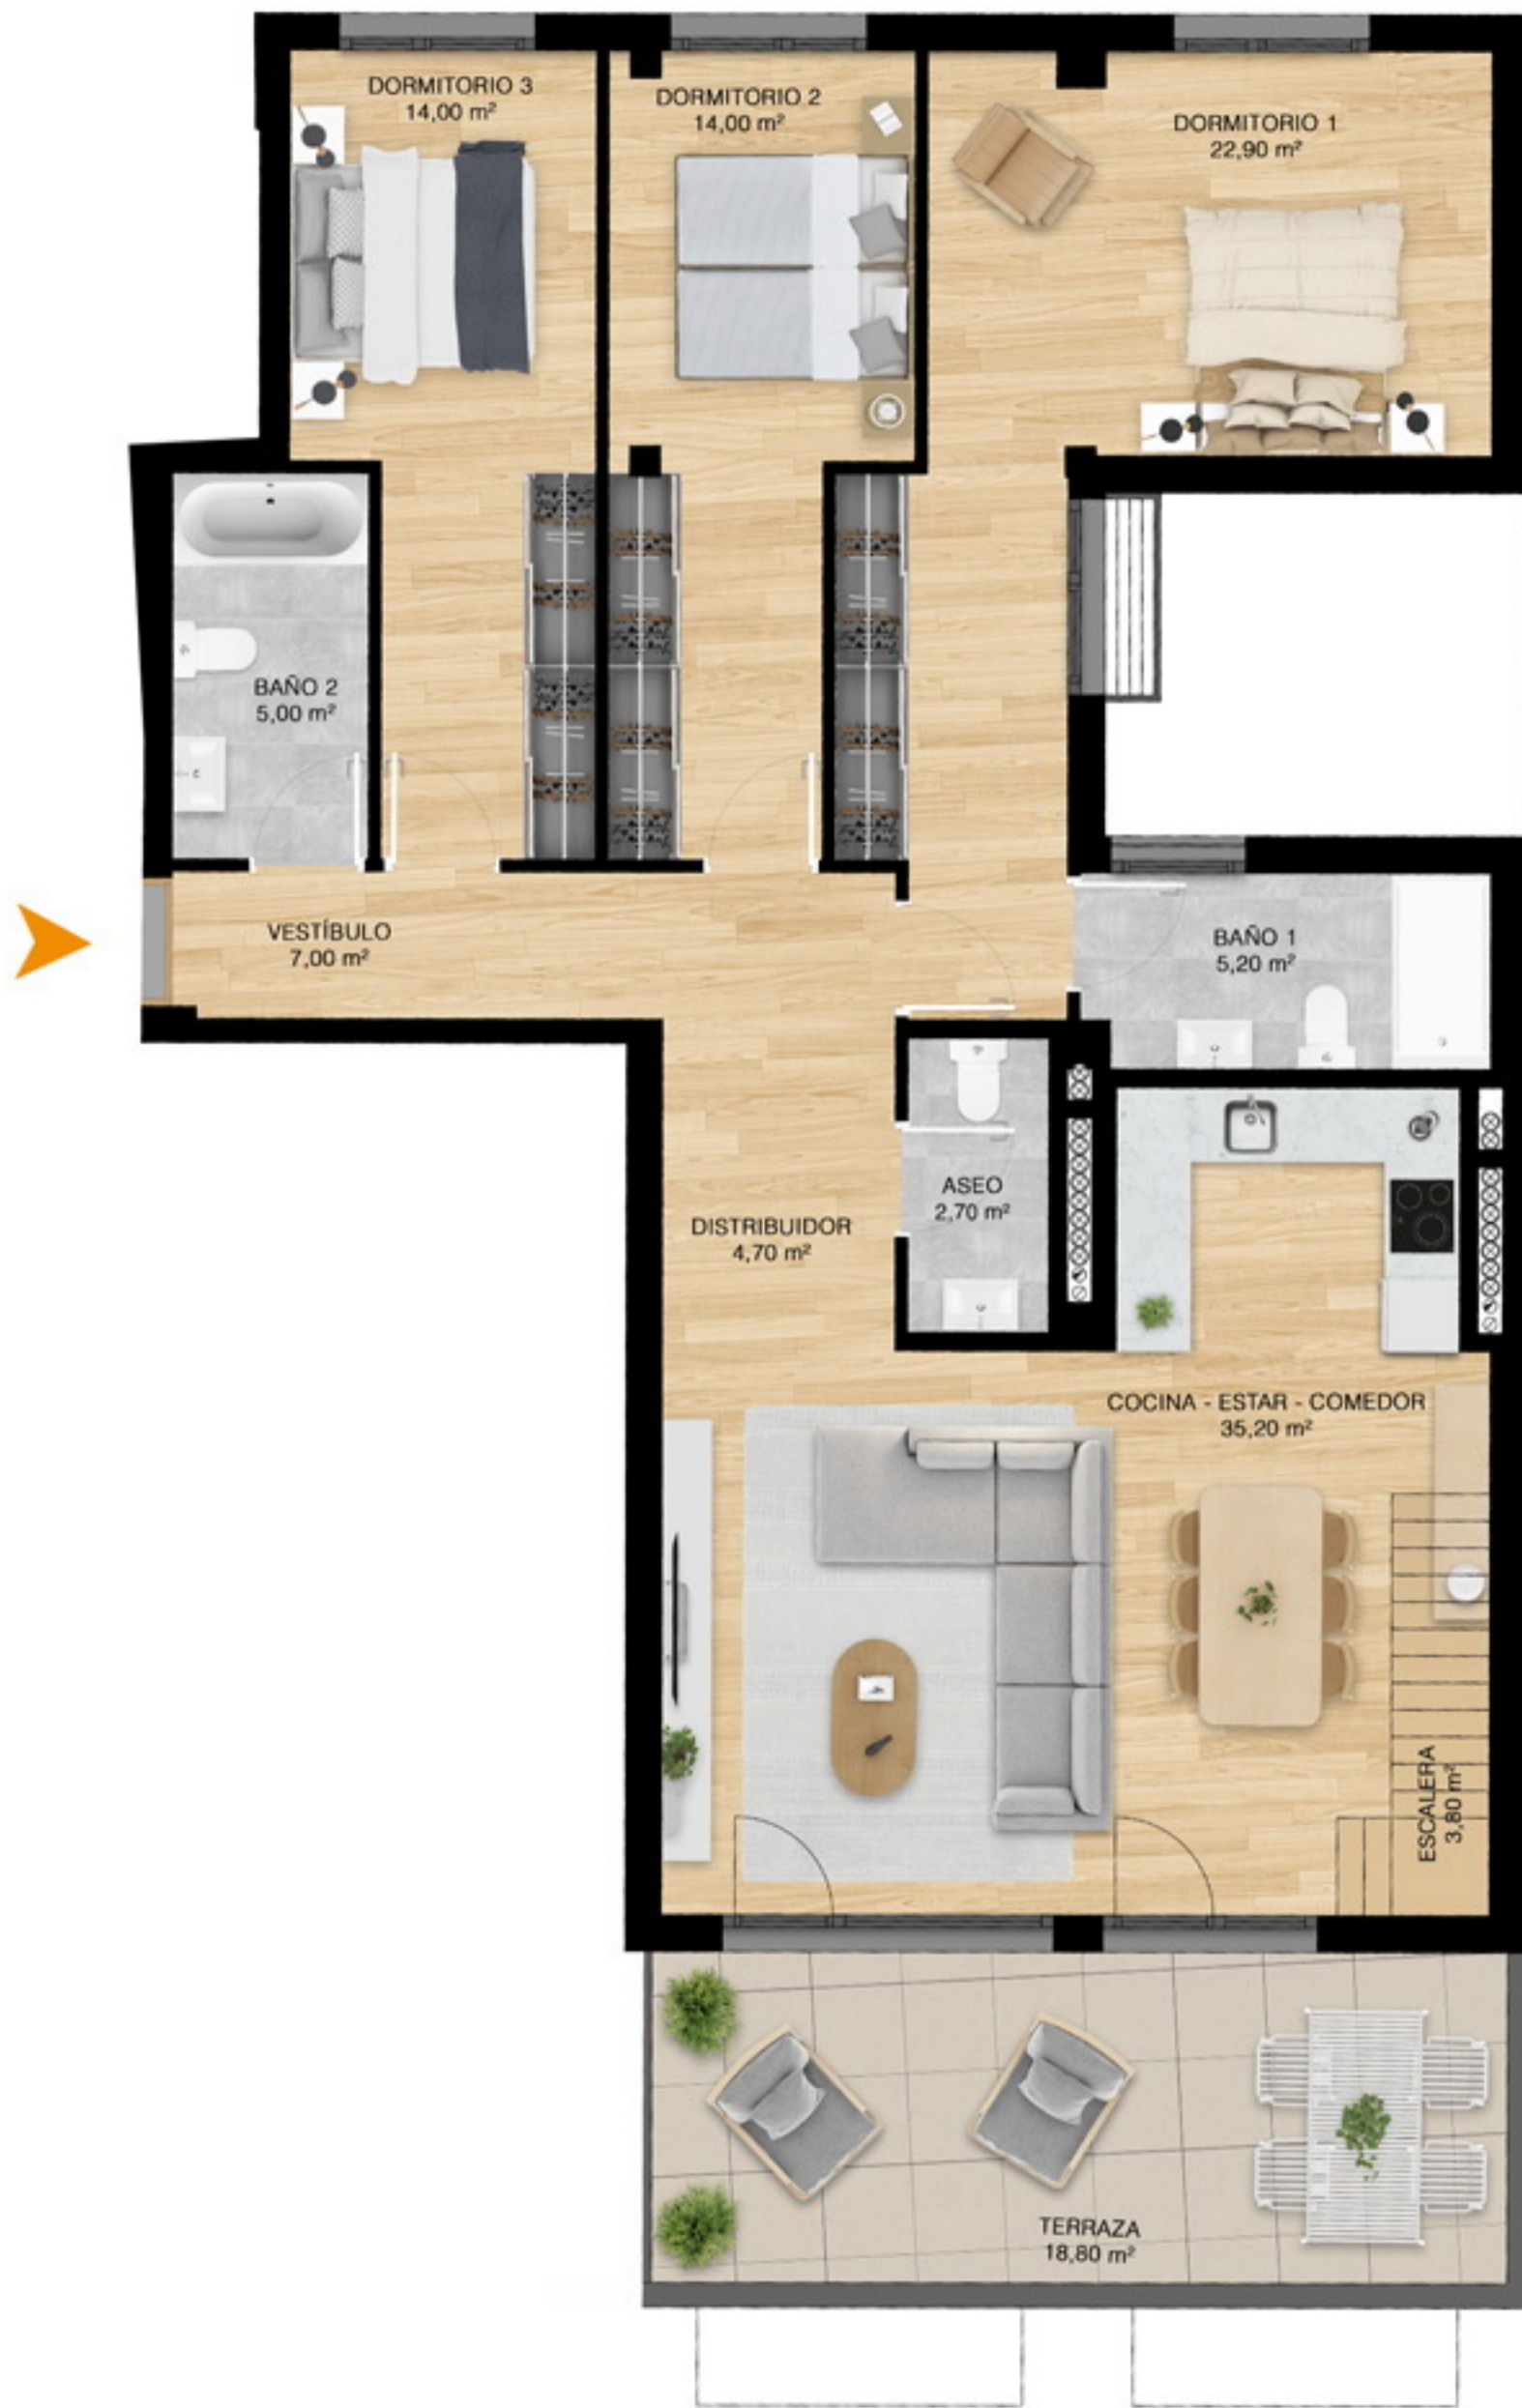 DORMITORIO 3
14,00 m²
DORMITORIO 2
14,00 m²
DORMITORIO 1
22,90 m²
BAÑO 2
5,00 m²
VESTÍBULO
7,00 m²
BAÑO 1
5,20 m²
ASEO
2,70 m²
DISTRIBUIDOR
4,70 m²
COCINA - ESTAR - COMEDOR
35,20 m²
ESCALERA
3,80 m²
TERRAZA
18,80 m²